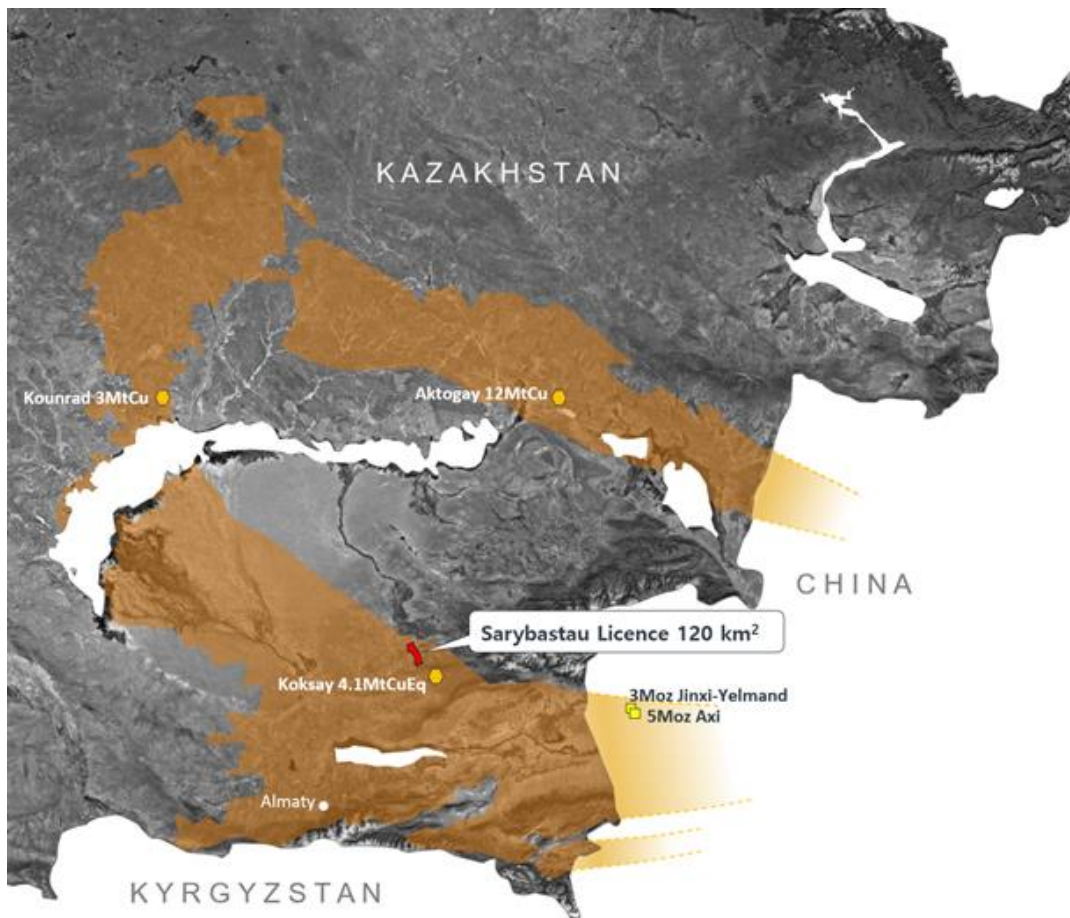 KAZAKHSTAN
Kounrad 3MtCu
Aktogay 12MtCu
CHINA
Sarybastau Licence 120 km²
Koksay 4.1MtCuEq
3Moz Jinxi-Yelmand
5Moz Axi
Almaty
KYRGYZSTAN